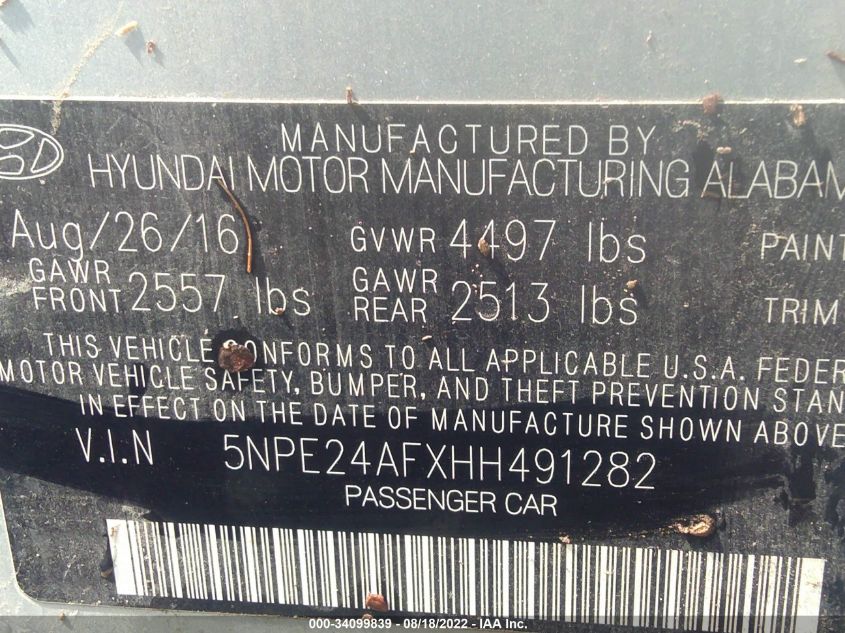 MANUFACTURED BY
HYUNDAI MOTOR MANUFACTURING ALABAM
Aug/26/16 GVWR 4497 lbs PAINT
GAWR FRONT 2557 lbs GAWR REAR 2513 lbs TRIM
THIS VEHICLE CONFORMS TO ALL APPLICABLE U.S.A. FEDER
MOTOR VEHICLE SAFETY, BUMPER, AND THEFT PREVENTION STAN
IN EFFECT ON THE DATE OF MANUFACTURE SHOWN ABOVE
V.I.N 5NPE24AFXHH491282
PASSENGER CAR
000-34099839 - 08/18/2022 - IAA Inc.